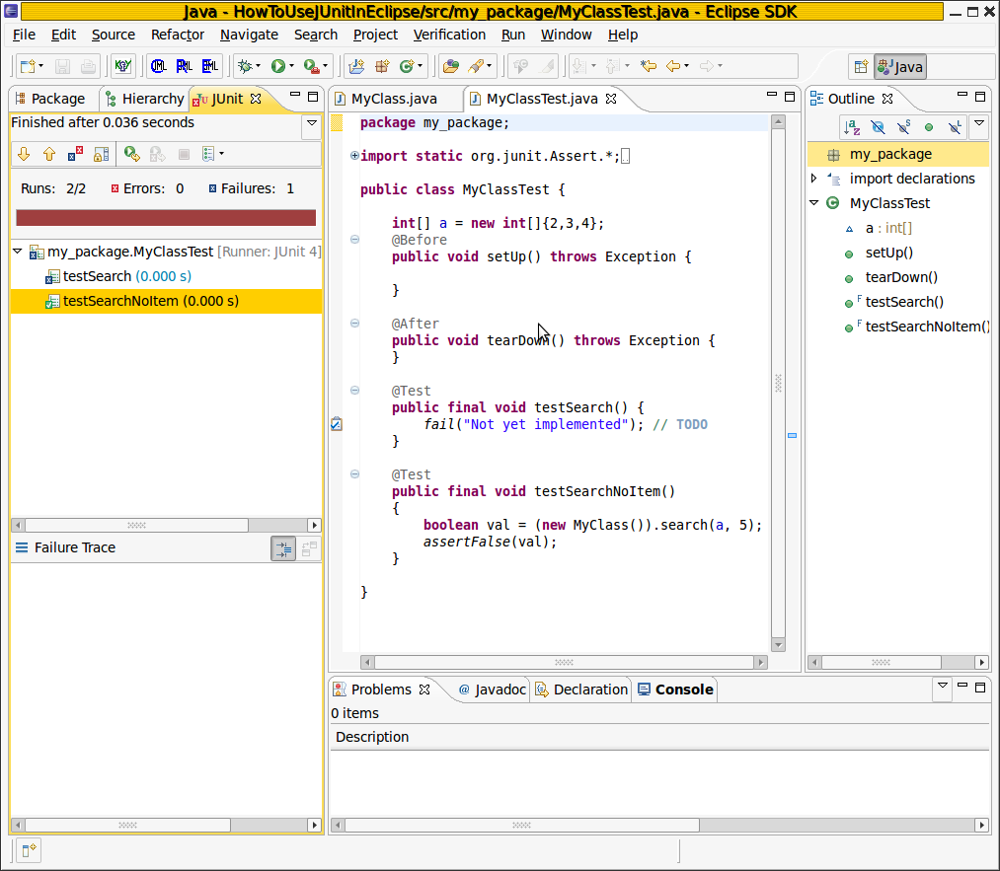 Java - HowToUseJUnitInEclipse/src/my_package/MyClassTest.java - Eclipse SDK
File Edit Source Refactor Navigate Search Project Verification Run Window Help
Java
Package Hierarchy JUnit
Finished after 0.036 seconds
Runs: 2/2 Errors: 0 Failures: 1
my_package.MyClassTest [Runner: JUnit 4]
testSearch (0.000 s)
testSearchNoItem (0.000 s)
Failure Trace
MyClass.java MyClassTest.java
package my_package;
import static org.junit.Assert.*;
public class MyClassTest {
int[] a = new int[]{2,3,4};
@Before
public void setUp() throws Exception {
}
@After
public void tearDown() throws Exception {
}
@Test
public final void testSearch() {
fail("Not yet implemented"); // TODO
}
@Test
public final void testSearchNoItem()
{
boolean val = (new MyClass()).search(a, 5);
assertFalse(val);
}
}
Outline
my_package
import declarations
MyClassTest
a : int[]
setUp()
tearDown()
F testSearch()
F testSearchNoItem()
Problems @ Javadoc Declaration Console
0 items
Description